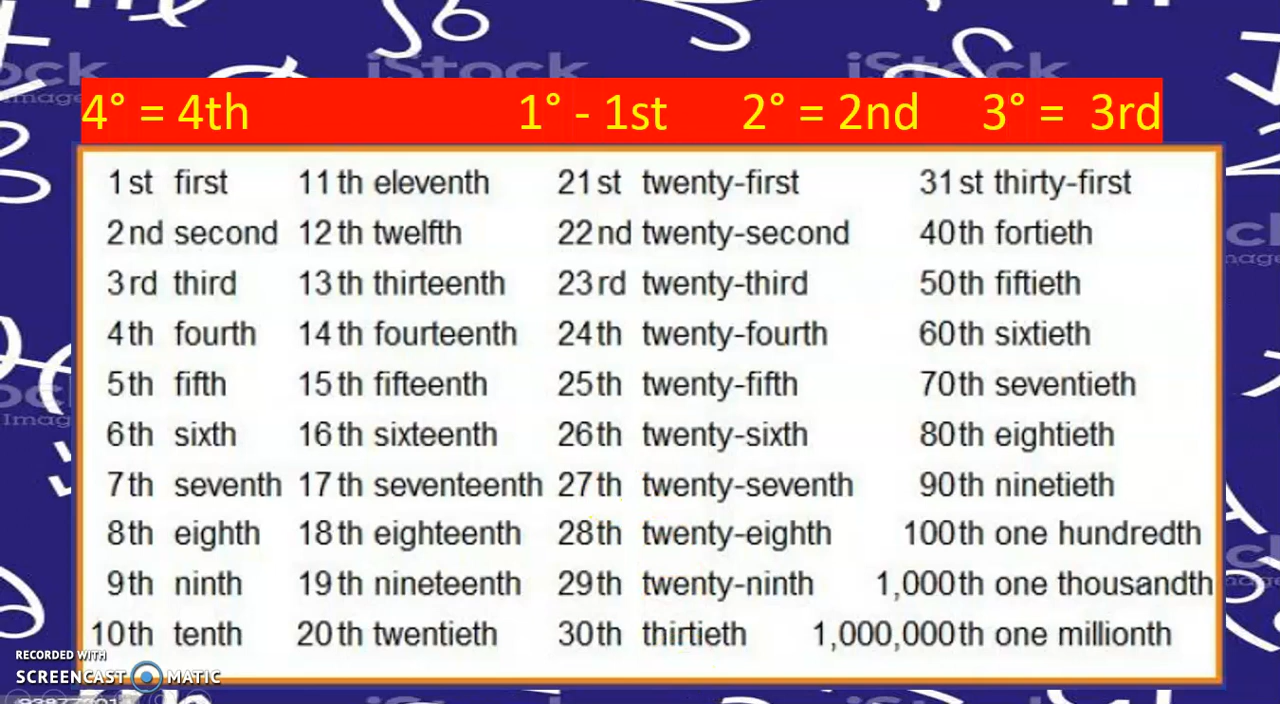 iStock iStock
4° = 4th 1° - 1st 2° = 2nd 3° = 3rd
1st first 11th eleventh 21st twenty-first 31st thirty-first
2nd second 12th twelfth 22nd twenty-second 40th fortieth
3rd third 13th thirteenth 23rd twenty-third 50th fiftieth
4th fourth 14th fourteenth 24th twenty-fourth 60th sixtieth
5th fifth 15th fifteenth 25th twenty-fifth 70th seventieth
6th sixth 16th sixteenth 26th twenty-sixth 80th eightieth
7th seventh 17th seventeenth 27th twenty-seventh 90th ninetieth
8th eighth 18th eighteenth 28th twenty-eighth 100th one hundredth
9th ninth 19th nineteenth 29th twenty-ninth 1,000th one thousandth
10th tenth 20th twentieth 30th thirtieth 1,000,000th one millionth
RECORDED WITH
SCREENCAST MATIC